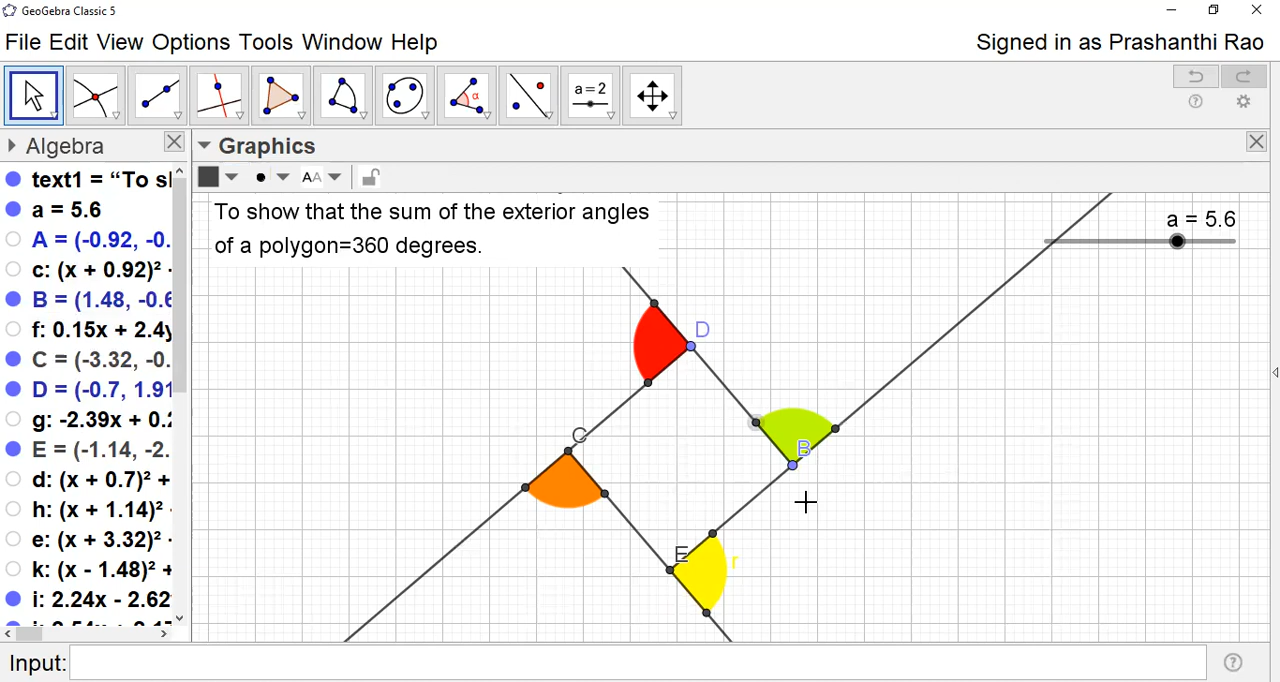 GeoGebra Classic 5
File Edit View Options Tools Window Help
Signed in as Prashanthi Rao
α
a=2
Algebra
Graphics
AA
text1 = “To sl
a = 5.6
A = (-0.92, -0.
c: (x + 0.92)²
B = (1.48, -0.6
f: 0.15x + 2.4y
C = (-3.32, -0.
D = (-0.7, 1.91
g: -2.39x + 0.2
E = (-1.14, -2.
d: (x + 0.7)² +
h: (x + 1.14)²
e: (x + 3.32)²
k: (x - 1.48)² +
i: 2.24x - 2.62
To show that the sum of the exterior angles
of a polygon=360 degrees.
a = 5.6
D
C
B
E
r
Input: